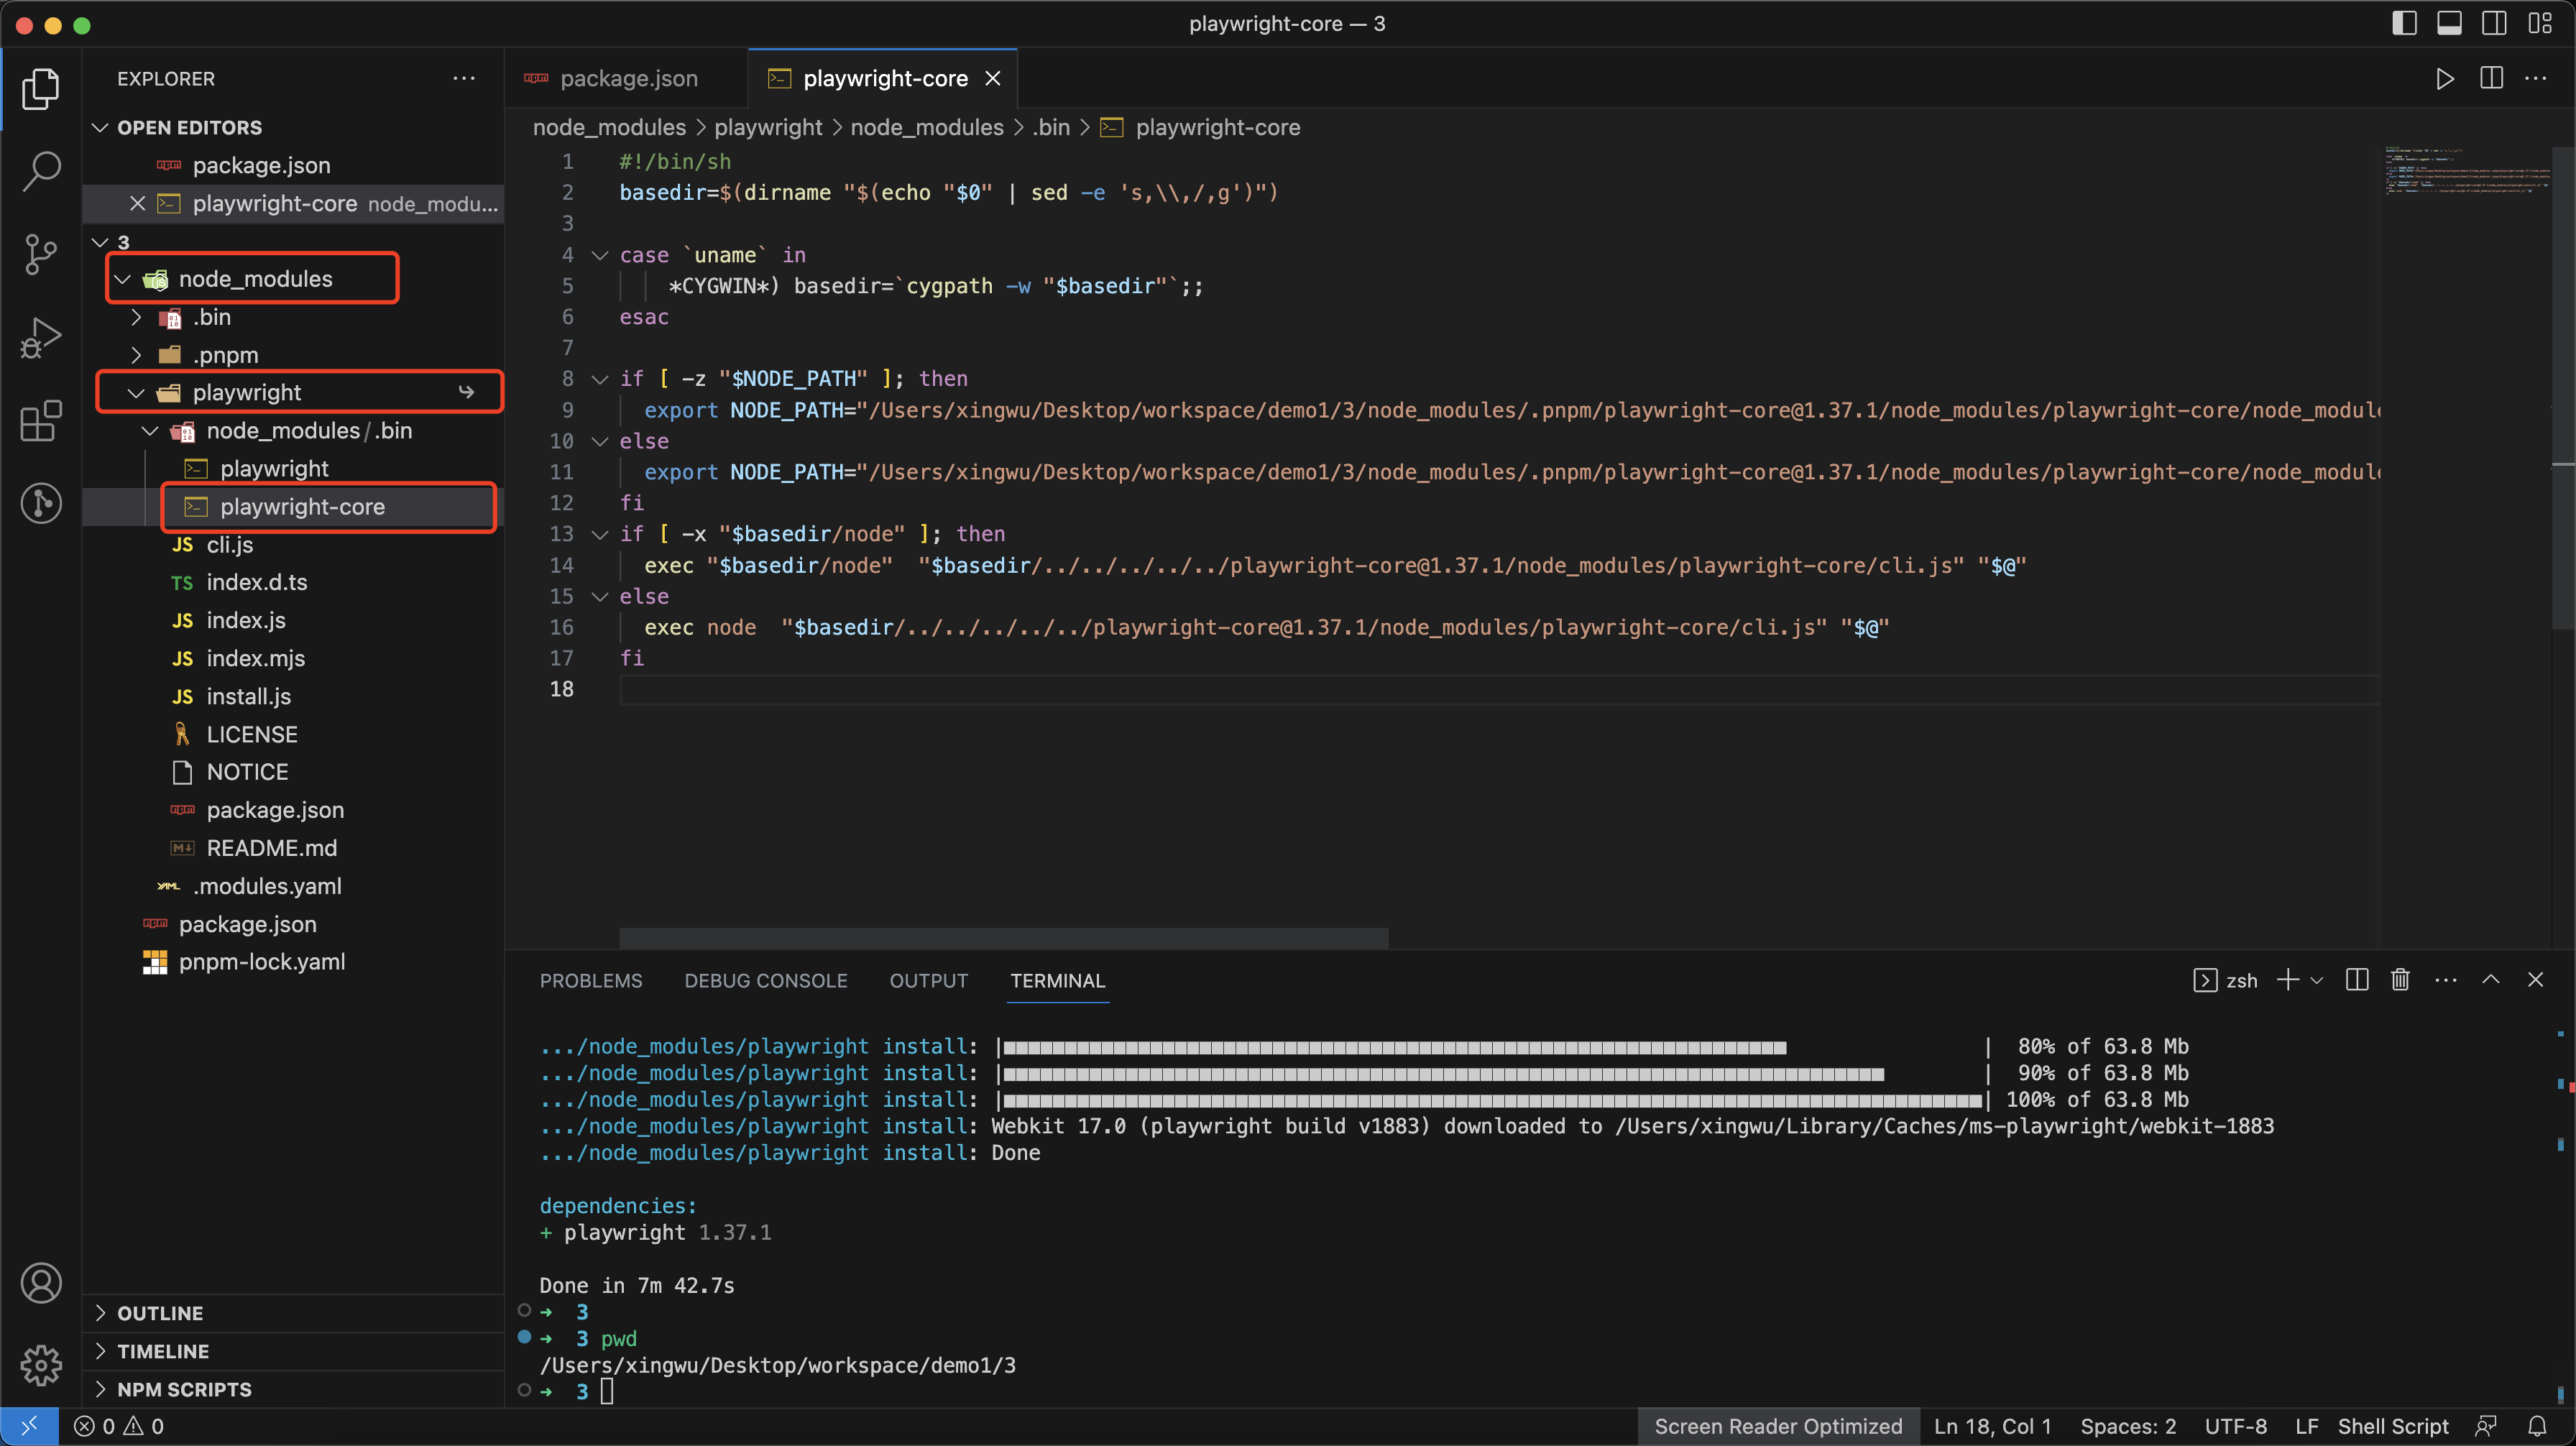 playwright-core — 3
EXPLORER
OPEN EDITORS
package.json
playwright-core node_modu...
3
node_modules
.bin
.pnpm
playwright
node_modules/.bin
playwright
playwright-core
cli.js
index.d.ts
index.js
index.mjs
install.js
LICENSE
NOTICE
package.json
README.md
.modules.yaml
package.json
pnpm-lock.yaml
OUTLINE
TIMELINE
NPM SCRIPTS
package.json
playwright-core
node_modules > playwright > node_modules > .bin > playwright-core
1 #!/bin/sh
2 basedir=$(dirname "$(echo "$0" | sed -e 's,\\,/,g')")
3
4 case `uname` in
5 *CYGWIN*) basedir=`cygpath -w "$basedir"`;;
6 esac
7
8 if [ -z "$NODE_PATH" ]; then
9 export NODE_PATH="/Users/xingwu/Desktop/workspace/demo1/3/node_modules/.pnpm/playwright-core@1.37.1/node_modules/playwright-core/node_module
10 else
11 export NODE_PATH="/Users/xingwu/Desktop/workspace/demo1/3/node_modules/.pnpm/playwright-core@1.37.1/node_modules/playwright-core/node_module
12 fi
13 if [ -x "$basedir/node" ]; then
14 exec "$basedir/node"  "$basedir/../../../../../playwright-core@1.37.1/node_modules/playwright-core/cli.js" "$@"
15 else
16 exec node  "$basedir/../../../../../playwright-core@1.37.1/node_modules/playwright-core/cli.js" "$@"
17 fi
18
PROBLEMS DEBUG CONSOLE OUTPUT TERMINAL
zsh
.../node_modules/playwright install: | | 80% of 63.8 Mb
.../node_modules/playwright install: | | 90% of 63.8 Mb
.../node_modules/playwright install: | | 100% of 63.8 Mb
.../node_modules/playwright install: Webkit 17.0 (playwright build v1883) downloaded to /Users/xingwu/Library/Caches/ms-playwright/webkit-1883
.../node_modules/playwright install: Done
dependencies:
+ playwright 1.37.1
Done in 7m 42.7s
➜ 3
➜ 3 pwd
/Users/xingwu/Desktop/workspace/demo1/3
➜ 3
0 0
Screen Reader Optimized Ln 18, Col 1 Spaces: 2 UTF-8 LF Shell Script